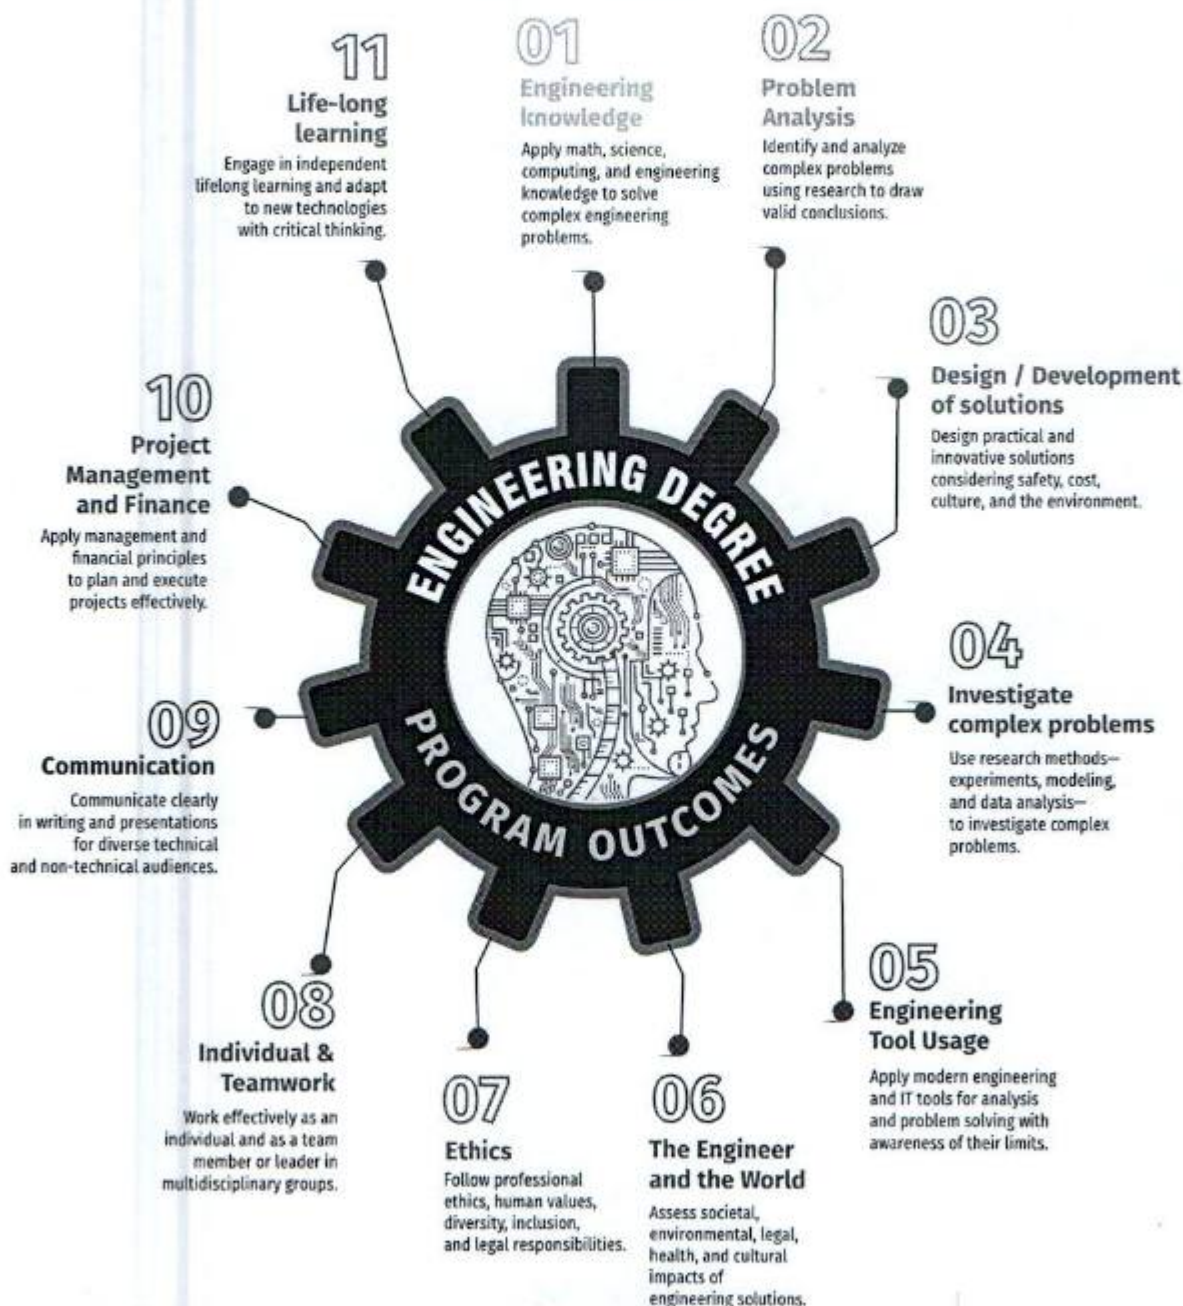 11
Life-long
learning
Engage in independent
lifelong learning and adapt
to new technologies
with critical thinking.
01
Engineering
knowledge
Apply math, science,
computing, and engineering
knowledge to solve
complex engineering
problems.
02
Problem
Analysis
Identify and analyze
complex problems
using research to draw
valid conclusions.
03
Design / Development
of solutions
Design practical and
innovative solutions
considering safety, cost,
culture, and the environment.
10
Project
Management
and Finance
Apply management and
financial principles
to plan and execute
projects effectively.
ENGINEERING DEGREE
PROGRAM OUTCOMES
04
Investigate
complex problems
Use research methods—
experiments, modeling,
and data analysis—
to investigate complex
problems.
09
Communication
Communicate clearly
in writing and presentations
for diverse technical
and non-technical audiences.
05
Engineering
Tool Usage
Apply modern engineering
and IT tools for analysis
and problem solving with
awareness of their limits.
08
Individual &
Teamwork
Work effectively as an
individual and as a team
member or leader in
multidisciplinary groups.
07
Ethics
Follow professional
ethics, human values,
diversity, inclusion,
and legal responsibilities.
06
The Engineer
and the World
Assess societal,
environmental, legal,
health, and cultural
impacts of
engineering solutions.